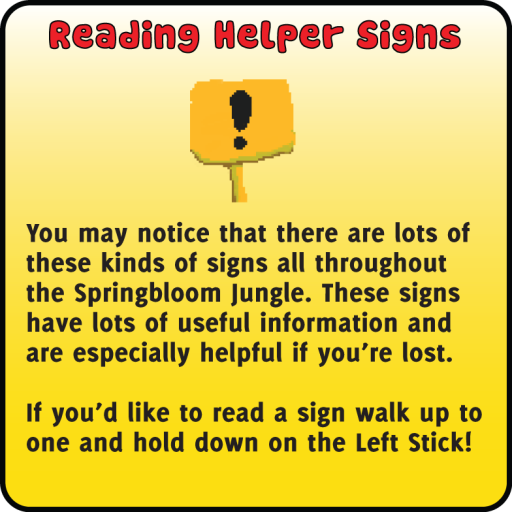 Reading Helper Signs
!
You may notice that there are lots of
these kinds of signs all throughout
the Springbloom Jungle. These signs
have lots of useful information and
are especially helpful if you're lost.
If you'd like to read a sign walk up to
one and hold down on the Left Stick!